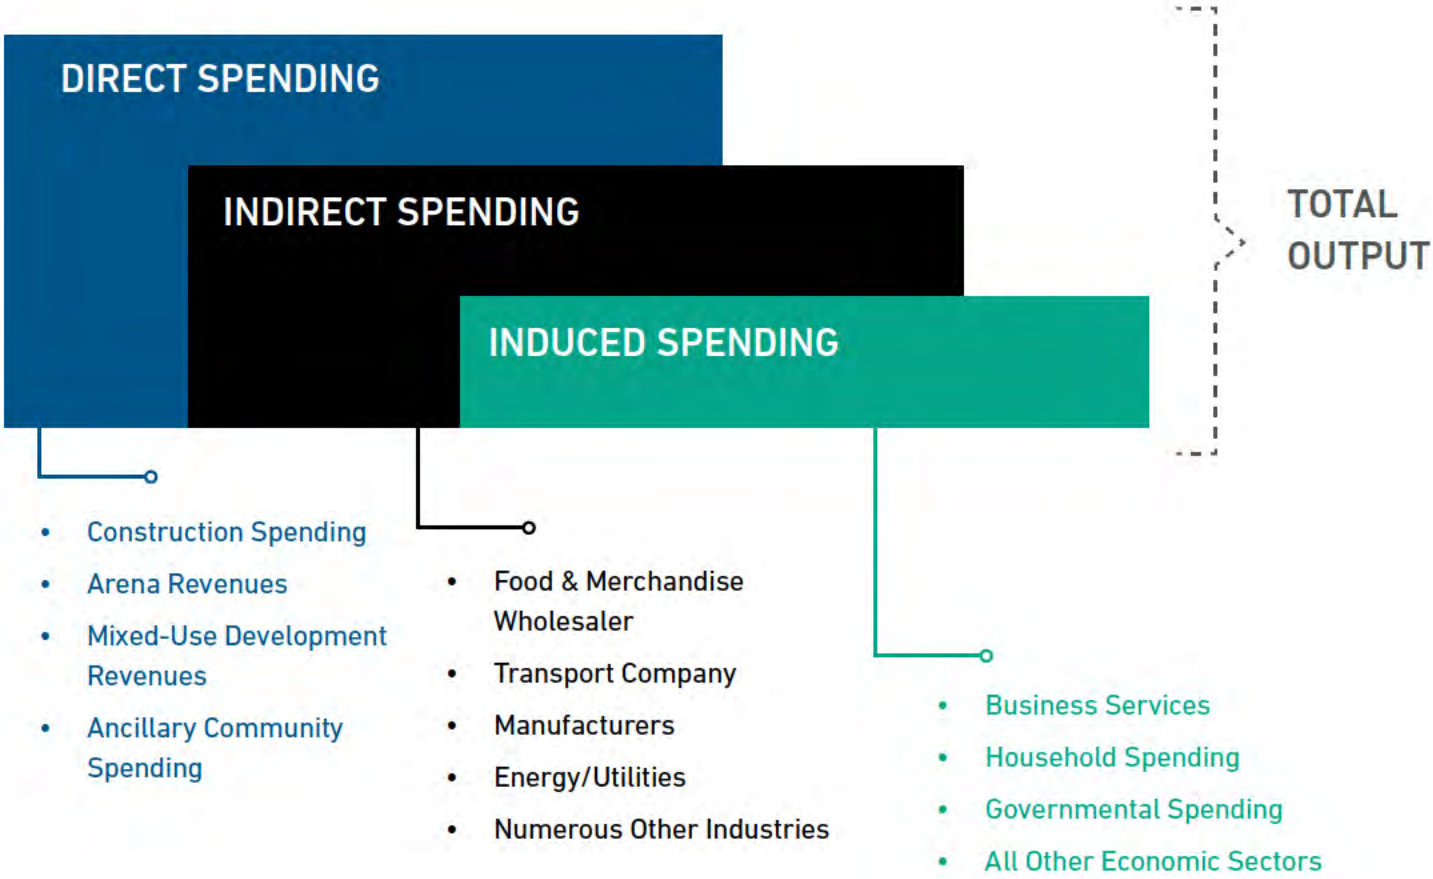 DIRECT SPENDING
INDIRECT SPENDING
INDUCED SPENDING
TOTAL
OUTPUT
• Construction Spending
• Arena Revenues
• Mixed-Use Development
Revenues
• Ancillary Community
Spending
• Food & Merchandise
Wholesaler
• Transport Company
• Manufacturers
• Energy/Utilities
• Numerous Other Industries
• Business Services
• Household Spending
• Governmental Spending
• All Other Economic Sectors